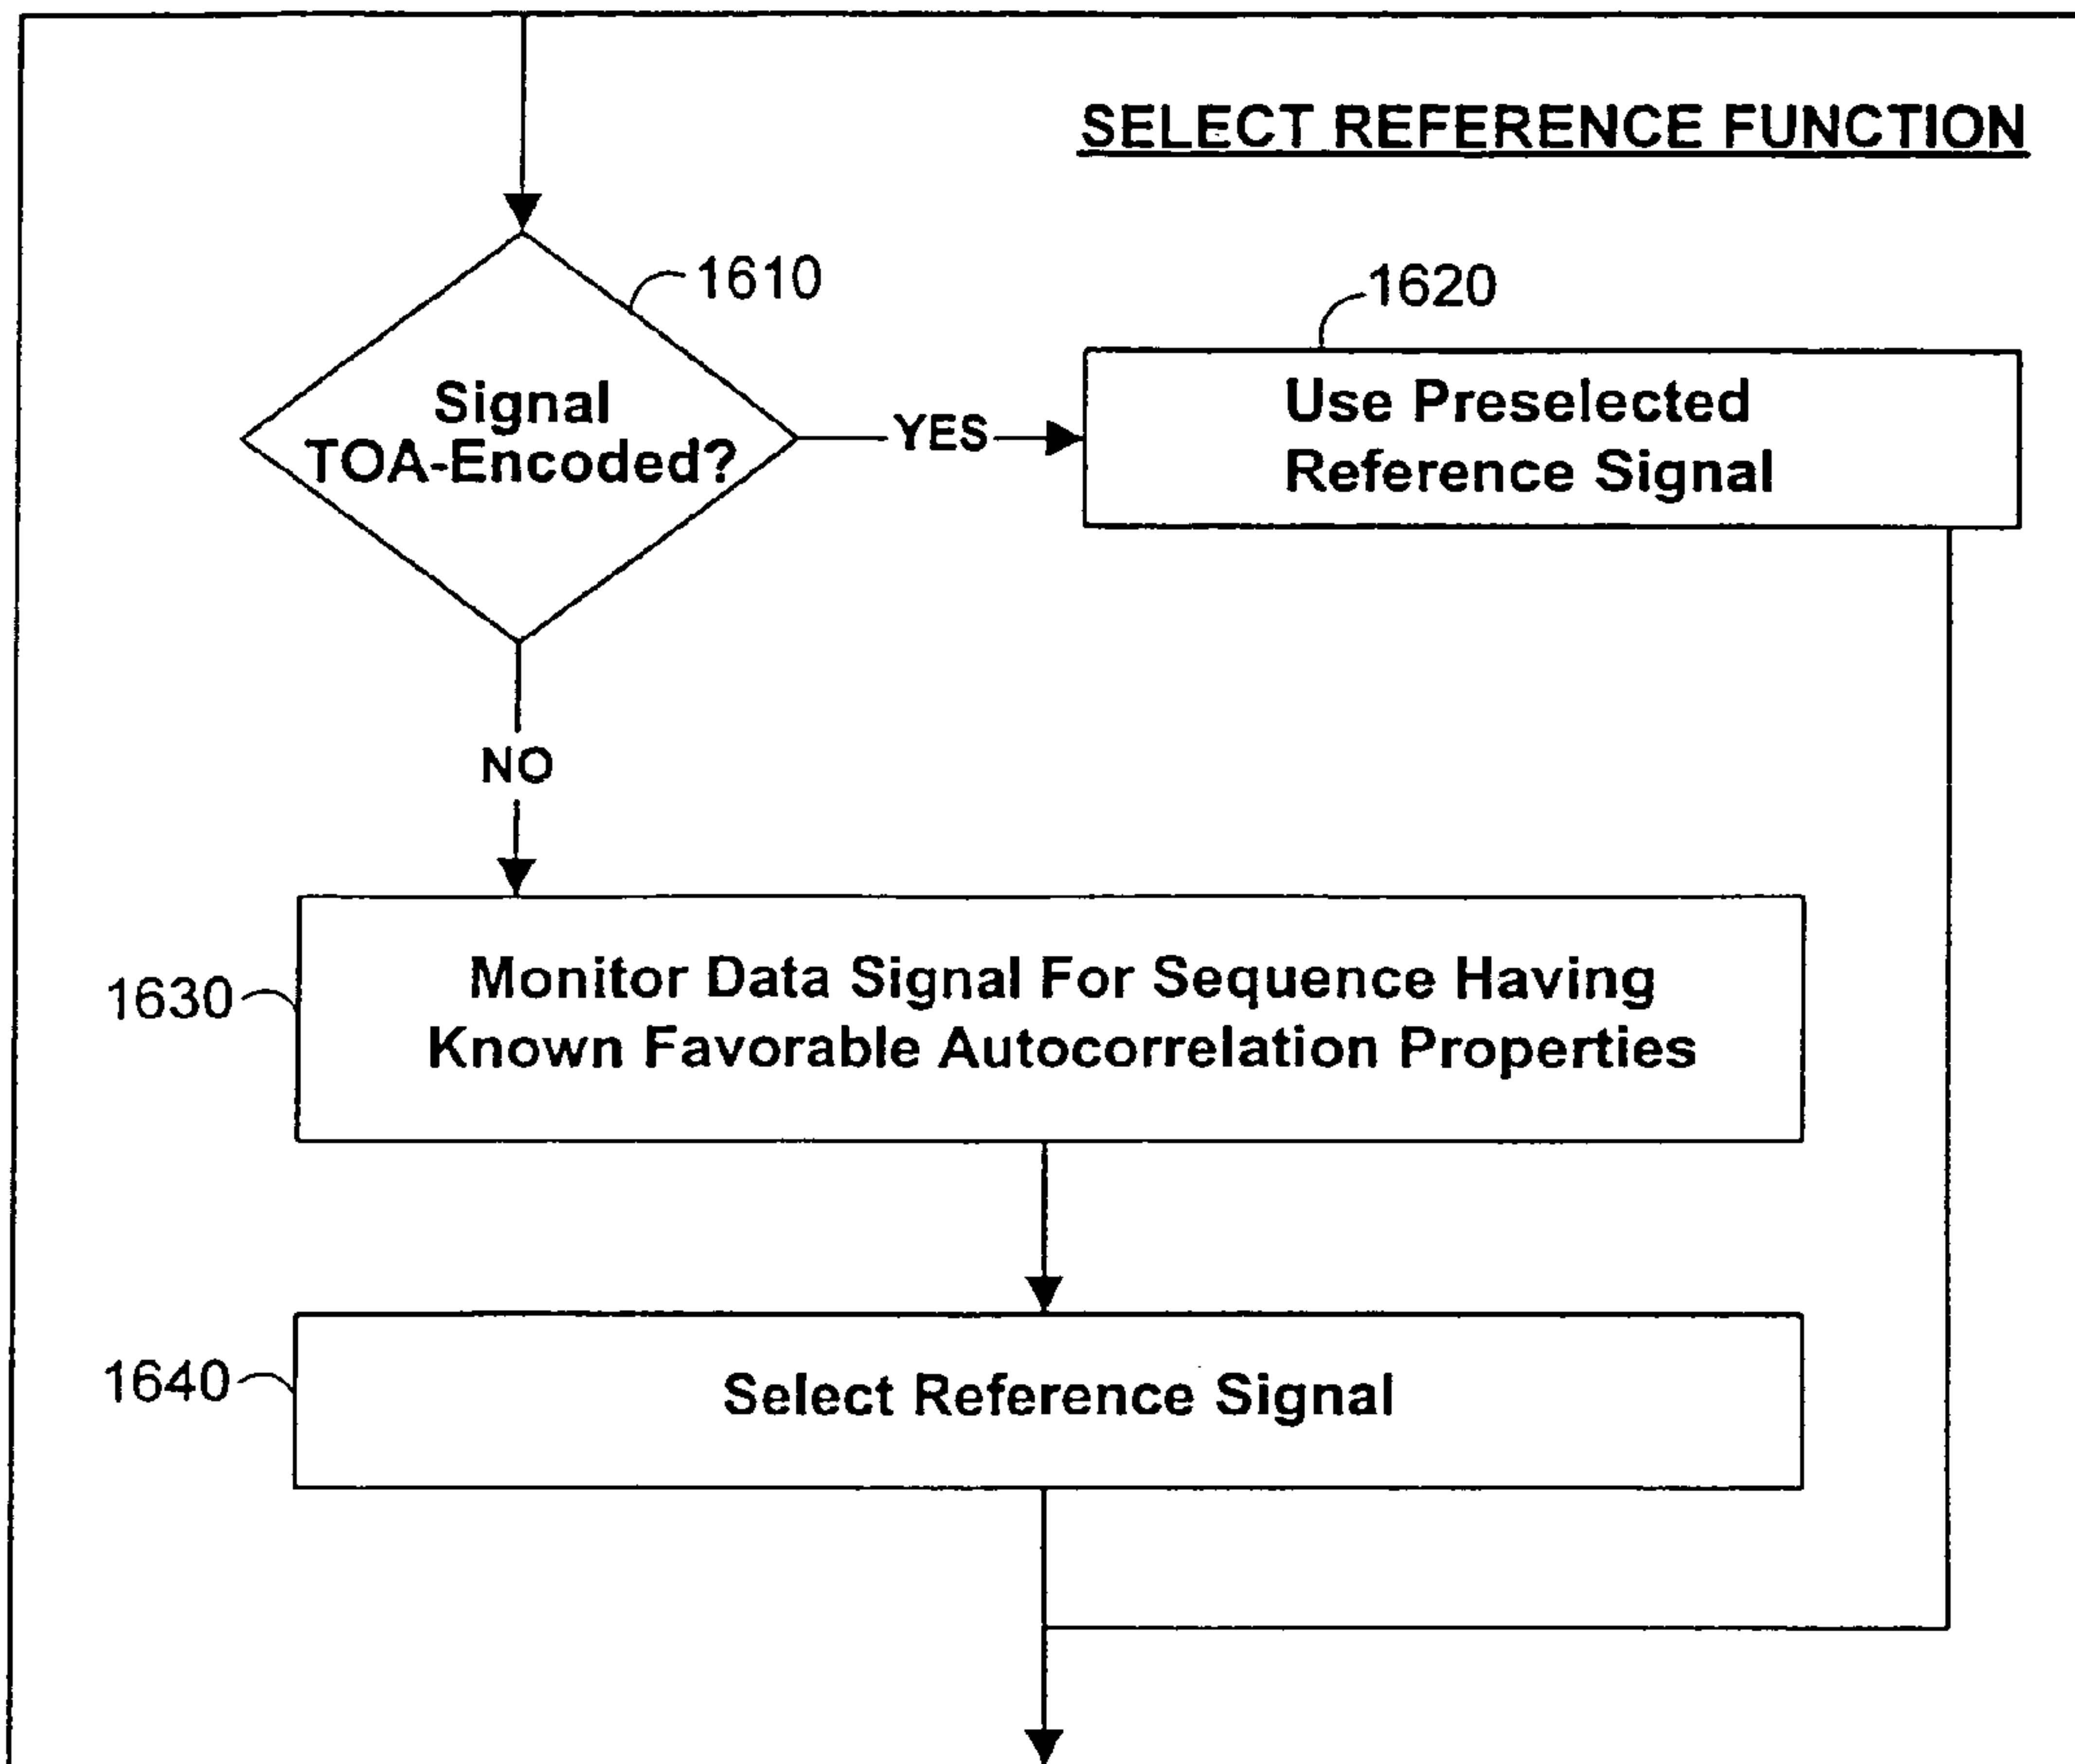 SELECT REFERENCE FUNCTION
1610
Signal
TOA-Encoded?
YES
1620
Use Preselected
Reference Signal
NO
1630
Monitor Data Signal For Sequence Having
Known Favorable Autocorrelation Properties
1640
Select Reference Signal